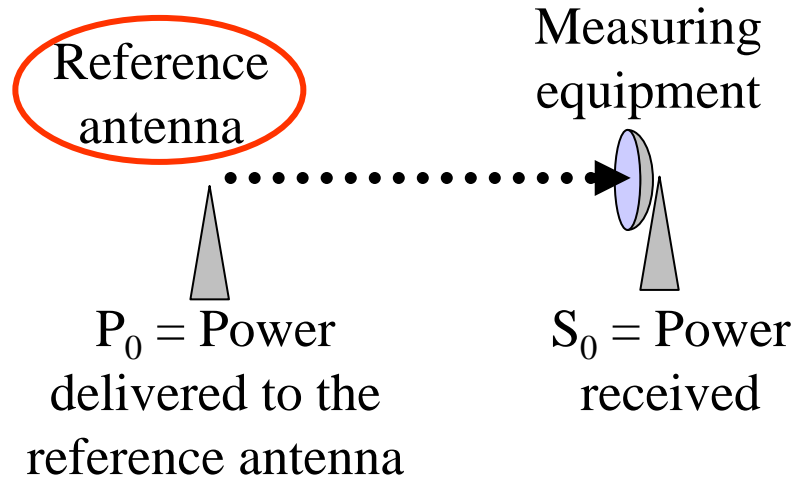 Reference
antenna
Measuring
equipment
P₀ = Power
delivered to the
reference antenna
S₀ = Power
received